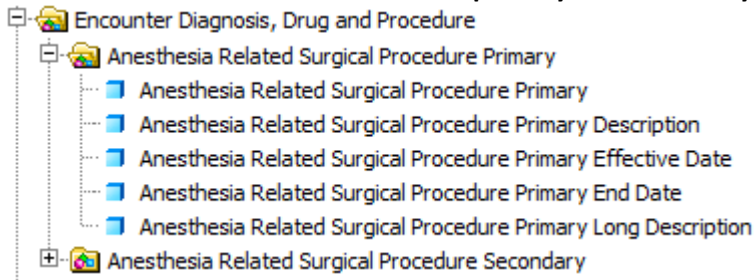 Encounter Diagnosis, Drug and Procedure
Anesthesia Related Surgical Procedure Primary
Anesthesia Related Surgical Procedure Primary
Anesthesia Related Surgical Procedure Primary Description
Anesthesia Related Surgical Procedure Primary Effective Date
Anesthesia Related Surgical Procedure Primary End Date
Anesthesia Related Surgical Procedure Primary Long Description
Anesthesia Related Surgical Procedure Secondary